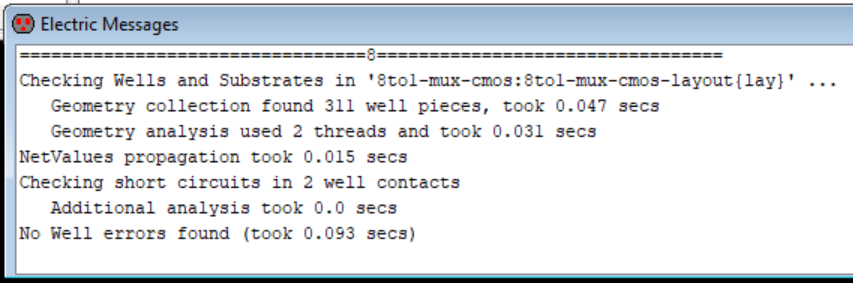 Electric Messages
==================================8==================================
Checking Wells and Substrates in '8to1-mux-cmos:8to1-mux-cmos-layout{lay}' ...
Geometry collection found 311 well pieces, took 0.047 secs
Geometry analysis used 2 threads and took 0.031 secs
NetValues propagation took 0.015 secs
Checking short circuits in 2 well contacts
Additional analysis took 0.0 secs
No Well errors found (took 0.093 secs)